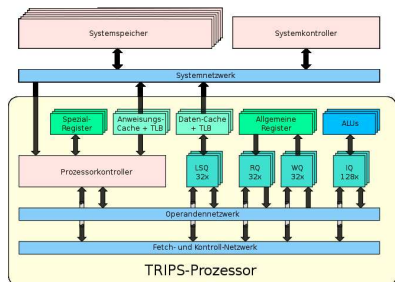 Systemspeicher
Systemkontroller
Systemnetzwerk
Spezial-
Register
Anweisungs-
Cache + TLB
Daten-Cache
+ TLB
Allgemeine
Register
ALUs
Prozessorkontroller
LSQ
32x
RQ
32x
WQ
32x
IQ
128x
Operandennetzwerk
Fetch- und Kontroll-Netzwerk
TRIPS-Prozessor